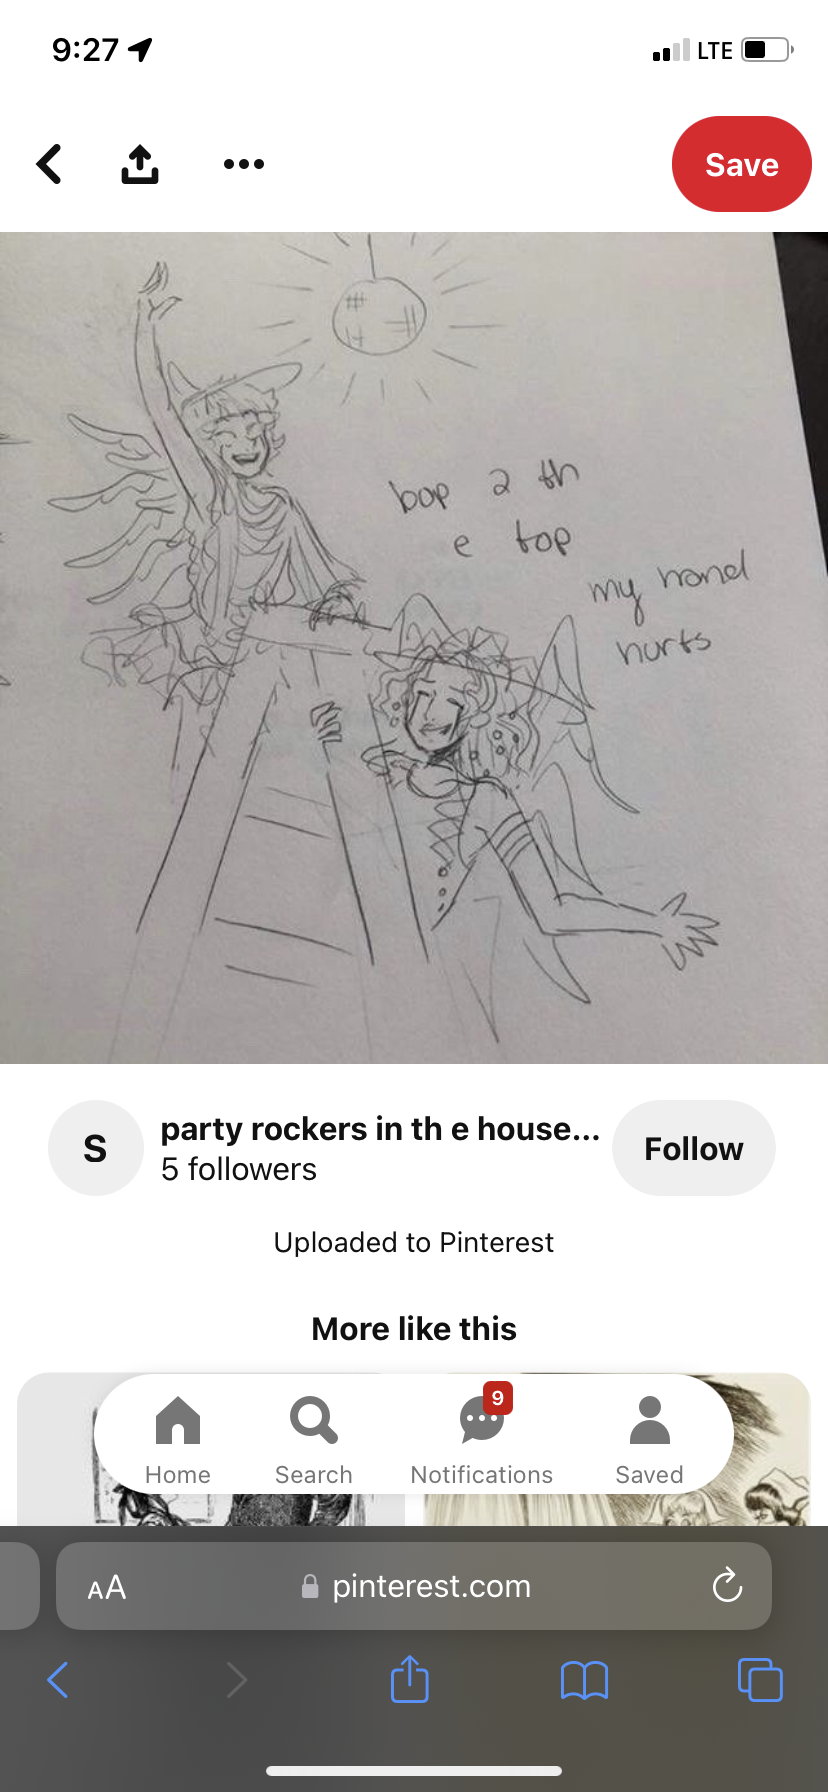 9:27
LTE
Save
bop 2 th
e top
my hand
hurts
S
party rockers in th e house...
5 followers
Follow
Uploaded to Pinterest
More like this
9
Home
Search
Notifications
Saved
AA
pinterest.com